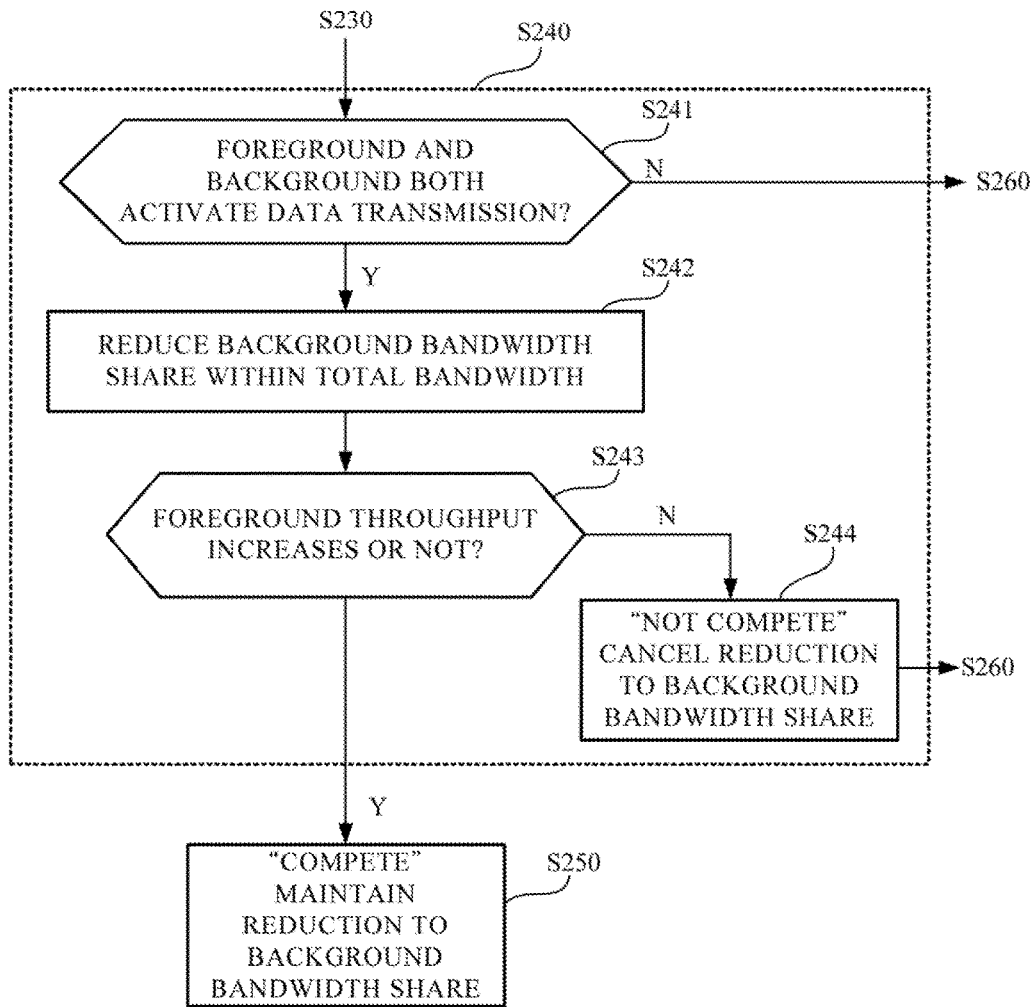 S230
S240
S241
FOREGROUND AND
BACKGROUND BOTH
ACTIVATE DATA TRANSMISSION?
N
S260
Y
S242
REDUCE BACKGROUND BANDWIDTH
SHARE WITHIN TOTAL BANDWIDTH
S243
FOREGROUND THROUGHPUT
INCREASES OR NOT?
N
S244
"NOT COMPETE"
CANCEL REDUCTION
TO BACKGROUND
BANDWIDTH SHARE
S260
Y
S250
"COMPETE"
MAINTAIN
REDUCTION TO
BACKGROUND
BANDWIDTH SHARE